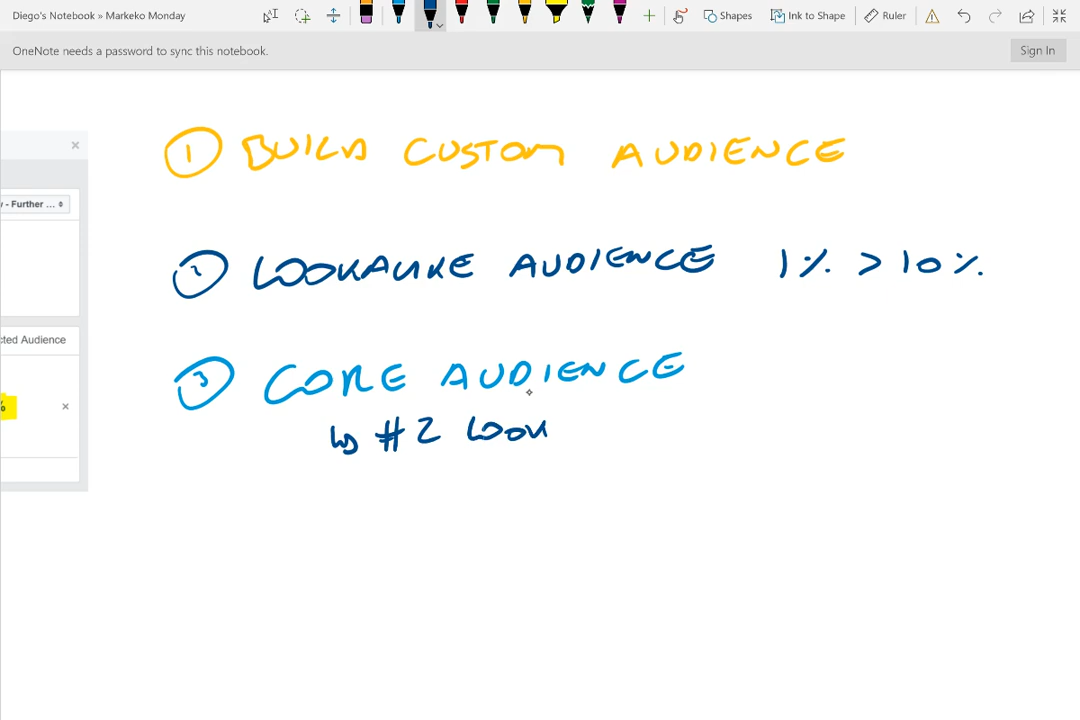 Diego's Notebook » Markeko Monday
Shapes
Ink to Shape
Ruler
OneNote needs a password to sync this notebook.
Sign In
- Further ...
cted Audience
%
1 BUILD CUSTOM AUDIENCE
2 LOOKALIKE AUDIENCE 1% > 10%
3 CORE AUDIENCE
↳ #2 LOOK